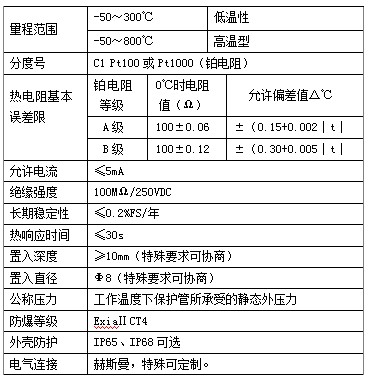 量程范围 -50~300℃ 低温性
-50~800℃ 高温型
分度号 C1 Pt100 或 Pt1000（铂电阻）
热电阻基本误差限 铂电阻等级 0℃时电阻值（Ω） 允许偏差值△℃
A 级 100±0.06 ±（0.15+0.002｜t｜
B 级 100±0.12 ±（0.30+0.005｜t｜
允许电流 ≤5mA
绝缘强度 100MΩ/250VDC
长期稳定性 ≤0.2%FS/年
热响应时间 ≤30s
置入深度 ≥10mm（特殊要求可协商）
置入直径 Φ8（特殊要求可协商）
公称压力 工作温度下保护管所承受的静态外压力
防爆等级 ExiaⅡCT4
外壳防护 IP65、IP68 可选
电气连接 赫斯曼，特殊可定制。